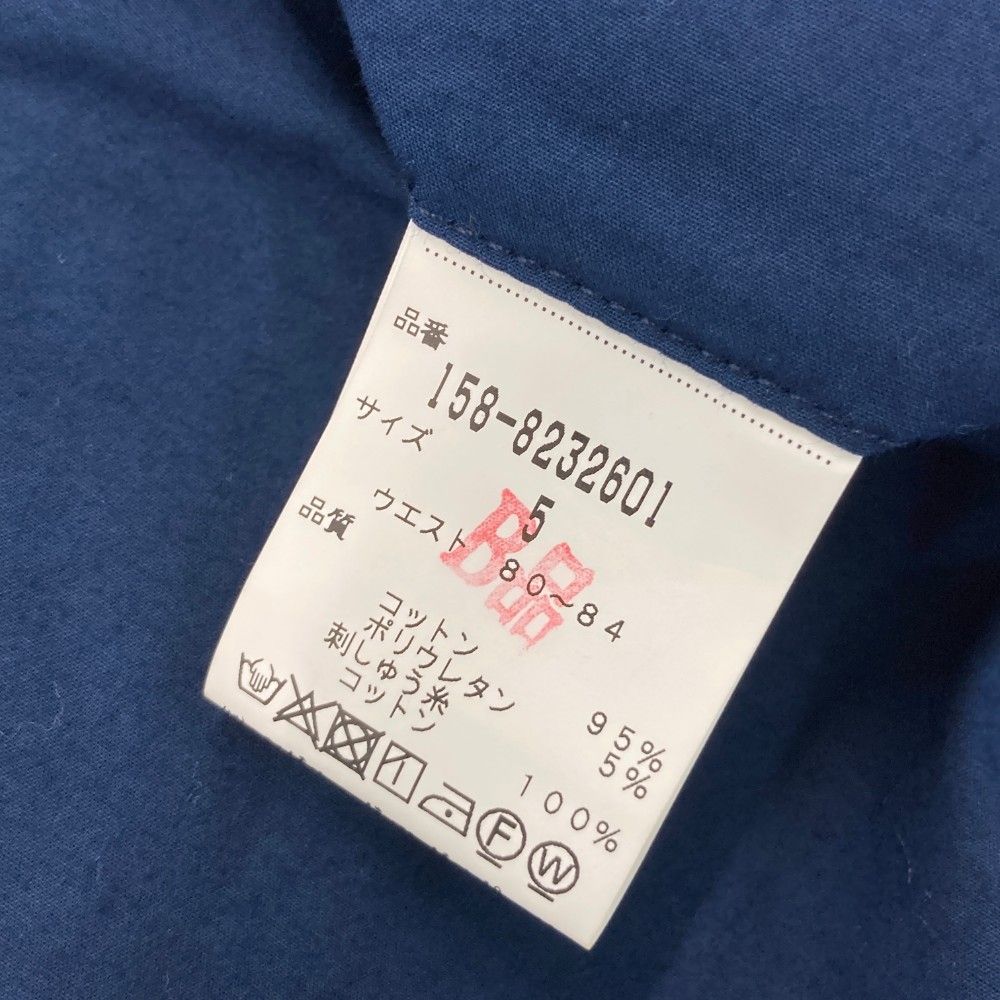 品番
158-8232601
サイズ
5
B品
品質
ウエスト 80〜84
コットン 95%
ポリウレタン 5%
刺しゅう糸
コットン 100%
F W